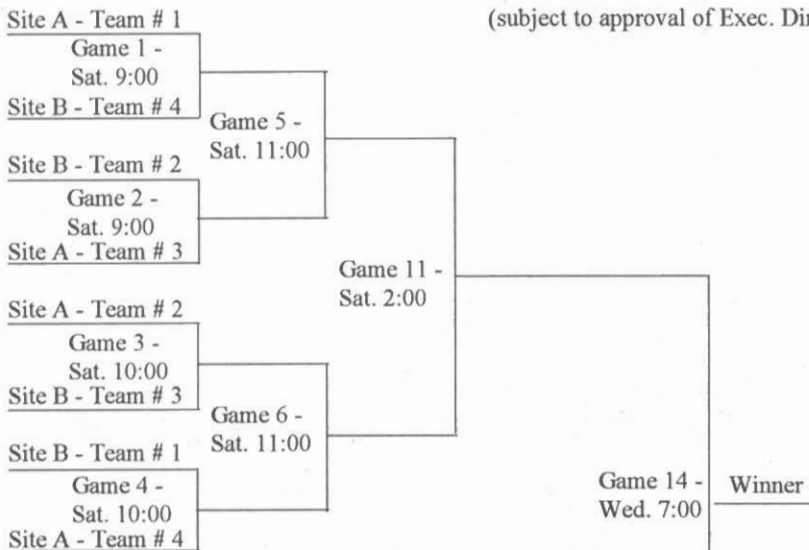 Site A - Team # 1
(subject to approval of Exec. Dir
Game 1 -
Sat. 9:00
Site B - Team # 4
Game 5 -
Sat. 11:00
Site B - Team # 2
Game 2 -
Sat. 9:00
Site A - Team # 3
Game 11 -
Sat. 2:00
Site A - Team # 2
Game 3 -
Sat. 10:00
Site B - Team # 3
Game 6 -
Sat. 11:00
Site B - Team # 1
Game 4 -
Sat. 10:00
Site A - Team # 4
Game 14 -
Wed. 7:00
Winner